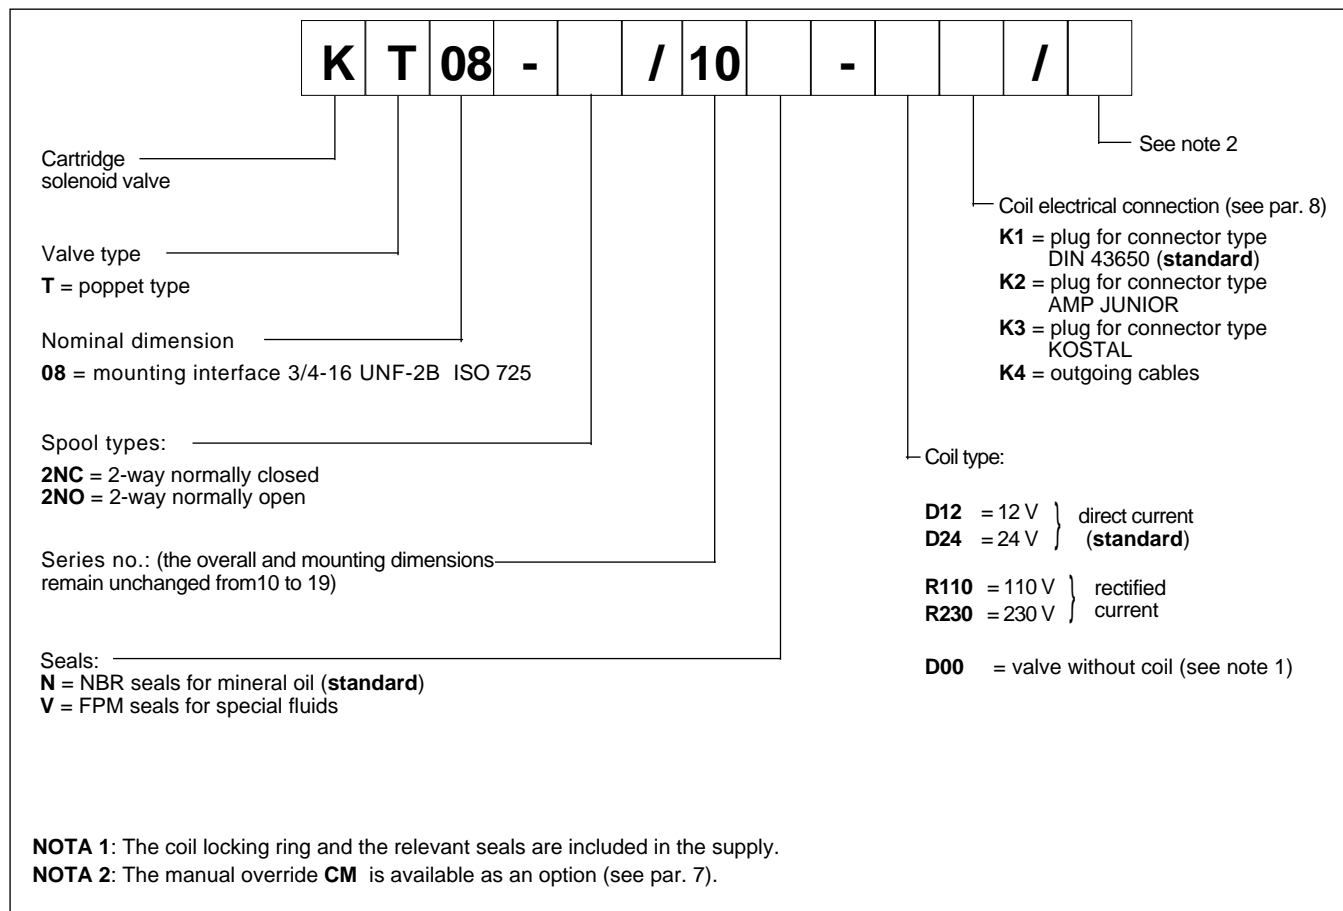 K T 08 - / 10 - /
Cartridge
solenoid valve
Valve type
T = poppet type
Nominal dimension
08 = mounting interface 3/4-16 UNF-2B ISO 725
Spool types:
2NC = 2-way normally closed
2NO = 2-way normally open
Series no.: (the overall and mounting dimensions
remain unchanged from10 to 19)
Seals:
N = NBR seals for mineral oil (standard)
V = FPM seals for special fluids
See note 2
Coil electrical connection (see par. 8)
K1 = plug for connector type
DIN 43650 (standard)
K2 = plug for connector type
AMP JUNIOR
K3 = plug for connector type
KOSTAL
K4 = outgoing cables
Coil type:
D12 = 12 V
D24 = 24 V
direct current
(standard)
R110 = 110 V
R230 = 230 V
rectified
current
D00 = valve without coil (see note 1)
NOTA 1: The coil locking ring and the relevant seals are included in the supply.
NOTA 2: The manual override CM is available as an option (see par. 7).